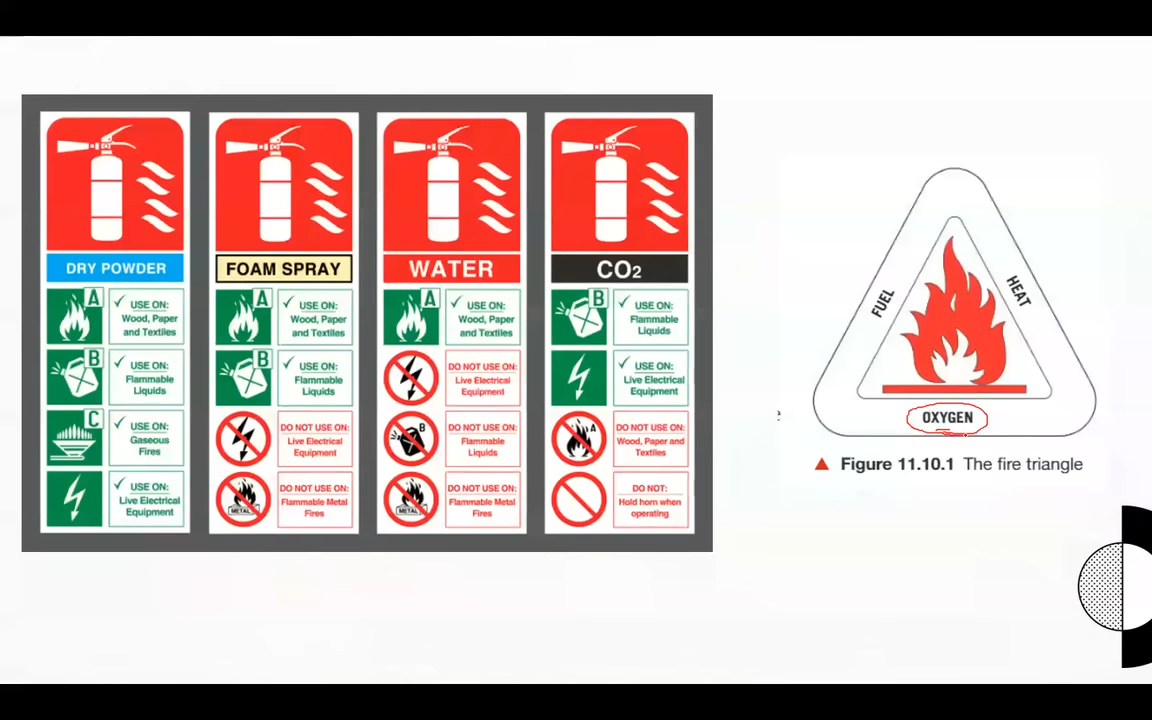 DRY POWDER
A
USE ON:
Wood, Paper
and Textiles
B
USE ON:
Flammable
Liquids
C
USE ON:
Gaseous
Fires
USE ON:
Live Electrical
Equipment
FOAM SPRAY
A
USE ON:
Wood, Paper
and Textiles
B
USE ON:
Flammable
Liquids
DO NOT USE ON:
Live Electrical
Equipment
METAL
DO NOT USE ON:
Flammable Metal
Fires
WATER
A
USE ON:
Wood, Paper
and Textiles
DO NOT USE ON:
Live Electrical
Equipment
B
DO NOT USE ON:
Flammable
Liquids
METAL
DO NOT USE ON:
Flammable Metal
Fires
CO2
B
USE ON:
Flammable
Liquids
USE ON:
Live Electrical
Equipment
A
DO NOT USE ON:
Wood, Paper and
Textiles
DO NOT:
Hold horn when
operating
FUEL
HEAT
OXYGEN
e
▲ Figure 11.10.1 The fire triangle